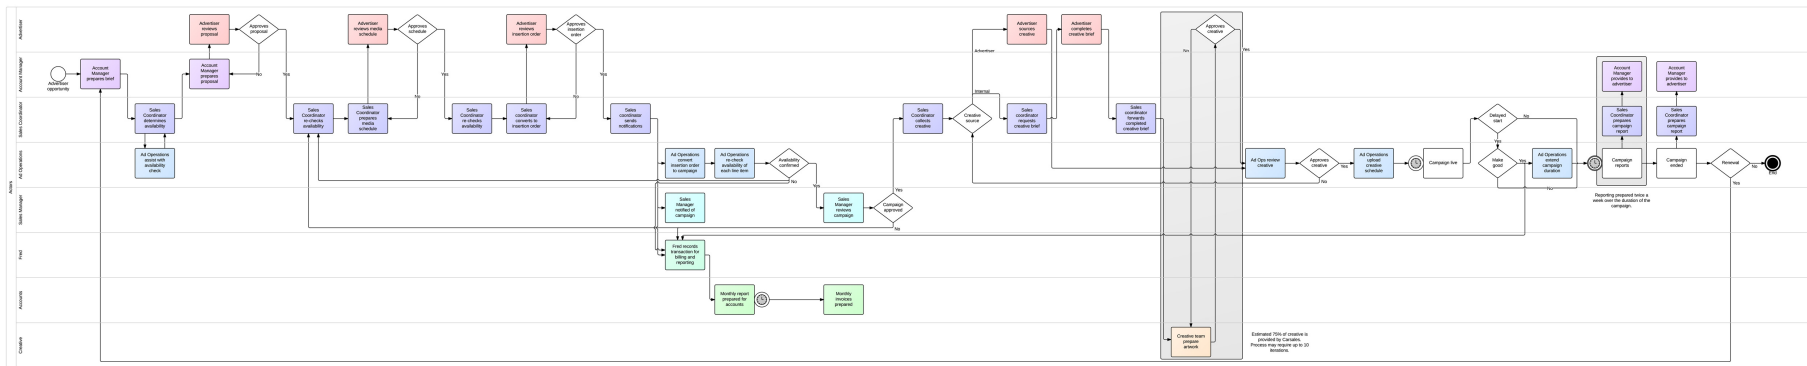 Actors
Advertiser
Advertiser
reviews
proposal
Approves
proposal
Advertiser
reviews media
schedule
Approves
schedule
Advertiser
reviews
insertion order
Approves
insertion
order
Advertiser
sources
creative
Advertiser
completes
creative brief
Approves
creative
Advertiser
No
Yes
Account Manager
Advertiser
opportunity
Account
Manager
prepares brief
Account
Manager
prepares
proposal
No
Yes
Yes
Yes
Account
Manager
provides to
advertiser
Account
Manager
provides to
advertiser
Internal
No
No
Sales Coordinator
Sales
Coordinator
determines
availability
Sales
Coordinator
re-checks
availability
Sales
Coordinator
prepares
media
schedule
Sales
Coordinator
re-checks
availability
Sales
coordinator
converts to
insertion order
Sales
coordinator
sends
notifications
Sales
Coordinator
collects
creative
Creative
source
Sales
coordinator
requests
creative brief
Sales
coordinator
forwards
completed
creative brief
Delayed
start
No
Yes
Sales
Coordinator
prepares
campaign
report
Sales
Coordinator
prepares
campaign
report
Ad Operations
Ad Operations
assist with
availability
check
Ad Operations
convert
insertion order
to campaign
Ad Operations
re-check
availability of
each line item
Availability
confirmed
No
Yes
Ad Ops review
creative
Approves
creative
Yes
No
Ad Operations
upload
creative
schedule
Campaign live
Make
good
Yes
No
Ad Operations
extend
campaign
duration
Campaign
reports
Campaign
ended
Renewal
No
Yes
End
Sales Manager
Sales
Manager
notified of
campaign
Sales
Manager
reviews
campaign
Campaign
approved
Yes
No
Reporting prepared twice a
week over the duration of the
campaign.
Fred
Fred records
transaction for
billing and
reporting
Accounts
Monthly report
prepared for
accounts
Monthly
invoices
prepared
Creative
Creative team
prepare
artwork
Estimated 75% of creative is
provided by Carsales.
Process may require up to 10
iterations.